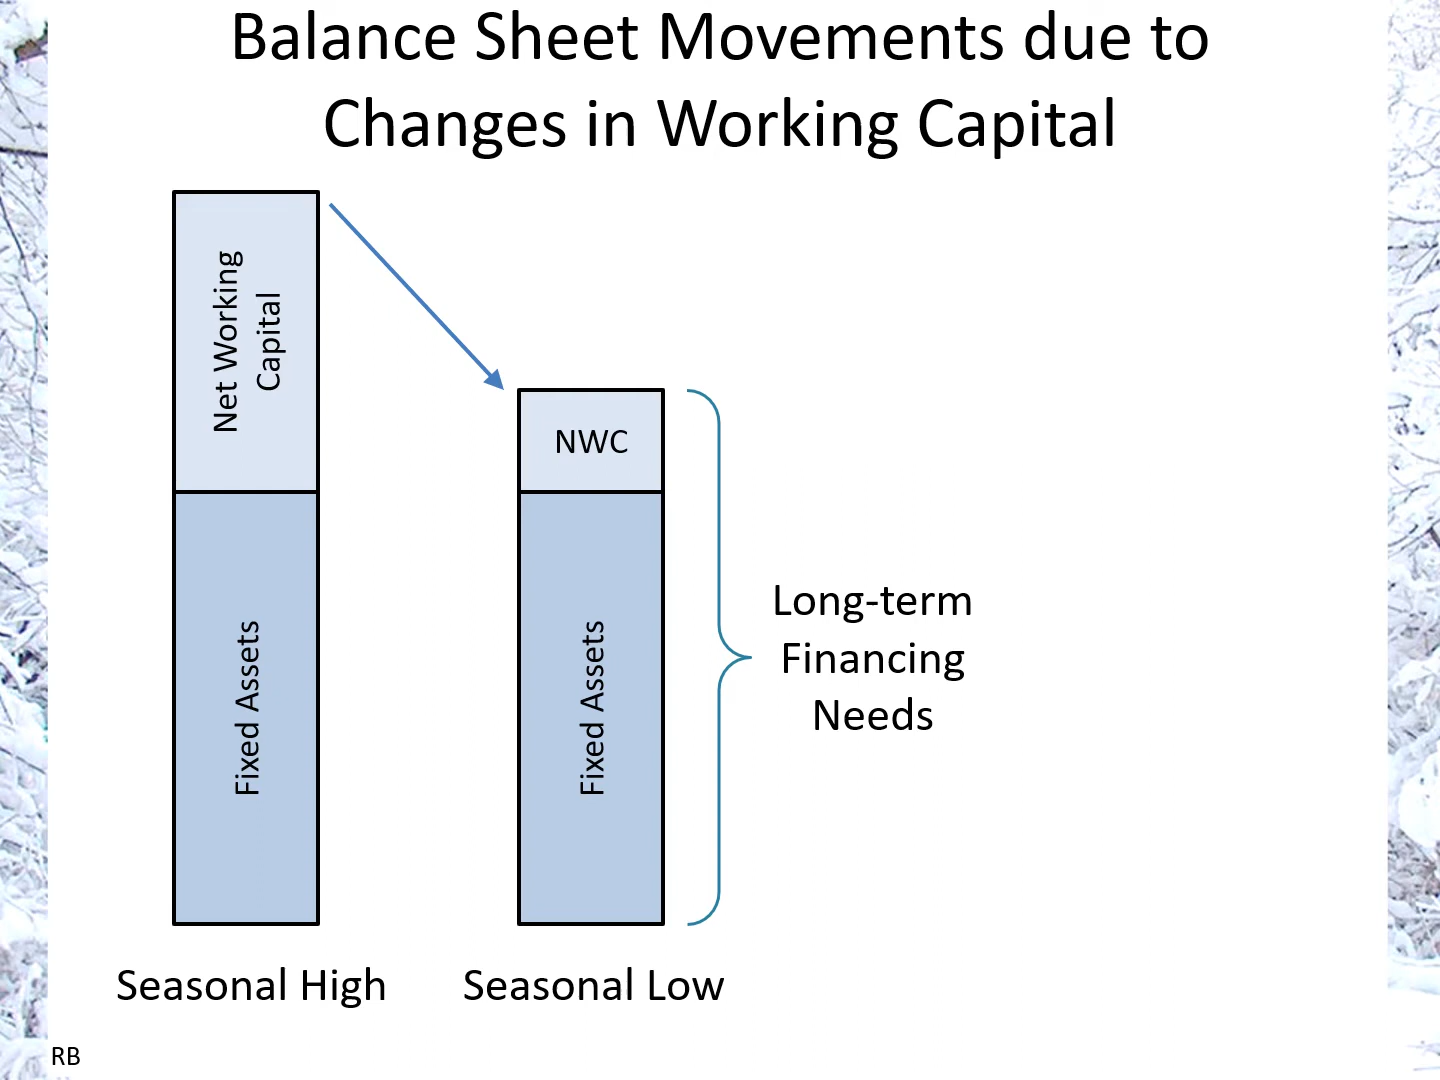 Balance Sheet Movements due to
Changes in Working Capital
Net Working
Capital
NWC
Fixed Assets
Fixed Assets
Long-term
Financing
Needs
Seasonal High
Seasonal Low
RB